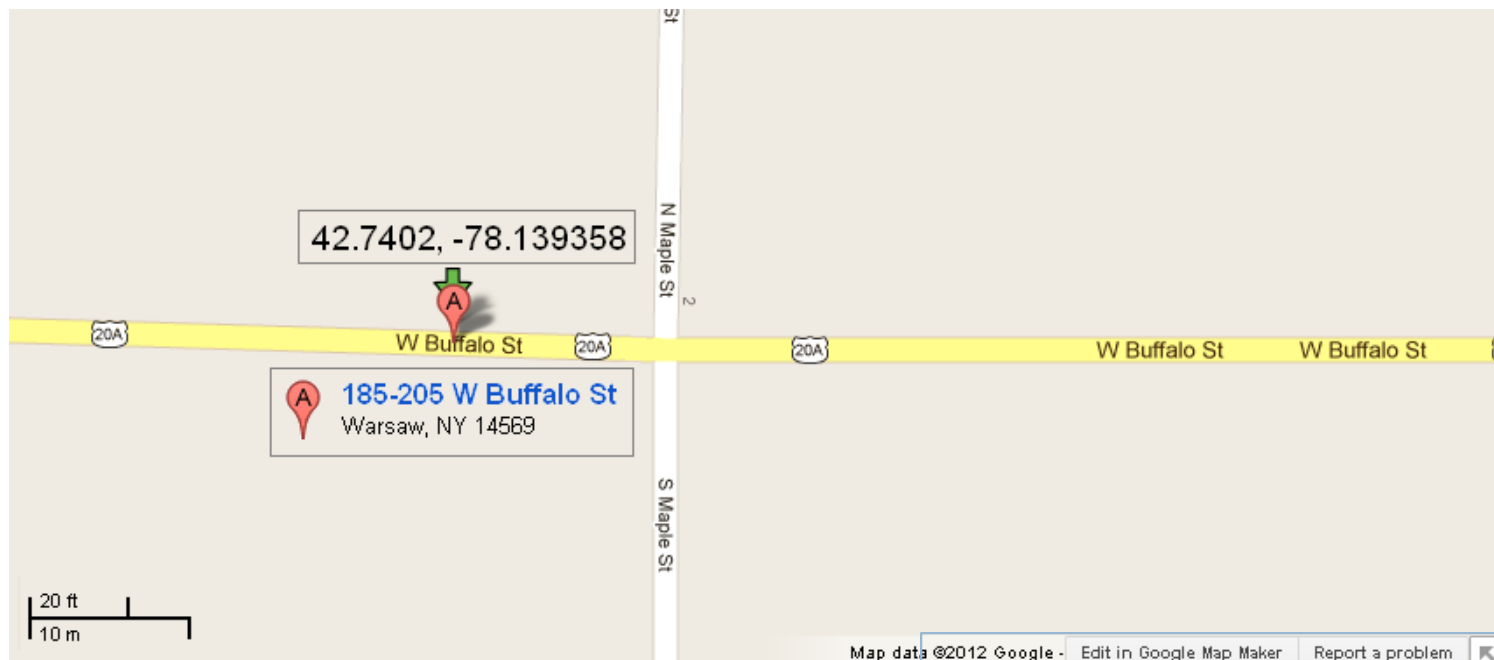 St
N Maple St
42.7402, -78.139358
A
2
20A
W Buffalo St
20A
20A
W Buffalo St
W Buffalo St
A
185-205 W Buffalo St
Warsaw, NY 14569
S Maple St
20 ft
10 m
Map data ©2012 Google -
Edit in Google Map Maker
Report a problem